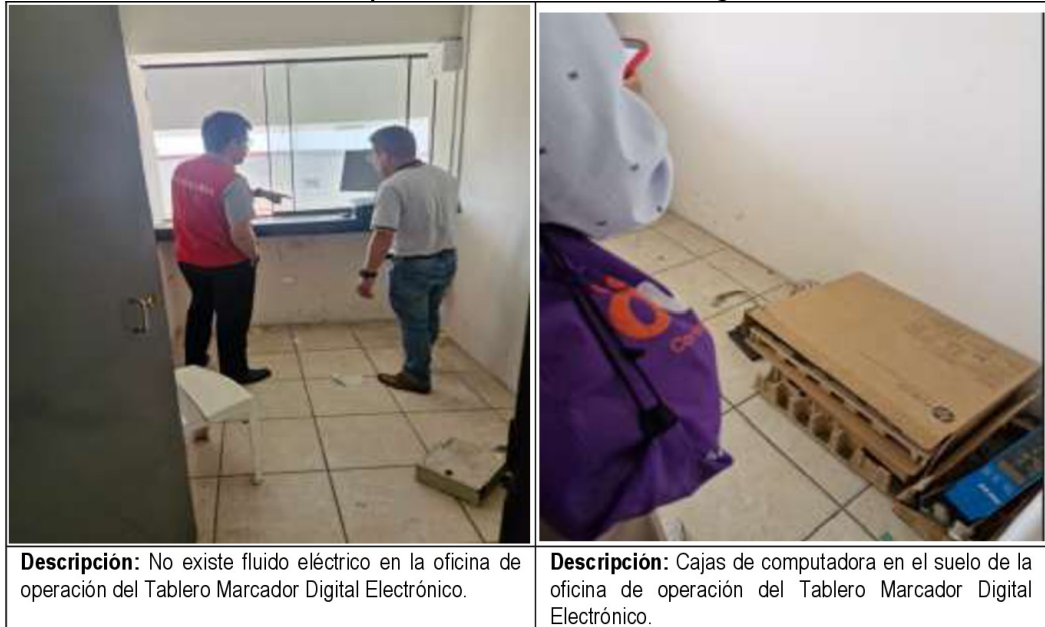 Descripción: No existe fluido eléctrico en la oficina de
operación del Tablero Marcador Digital Electrónico.
Descripción: Cajas de computadora en el suelo de la
oficina de operación del Tablero Marcador Digital
Electrónico.